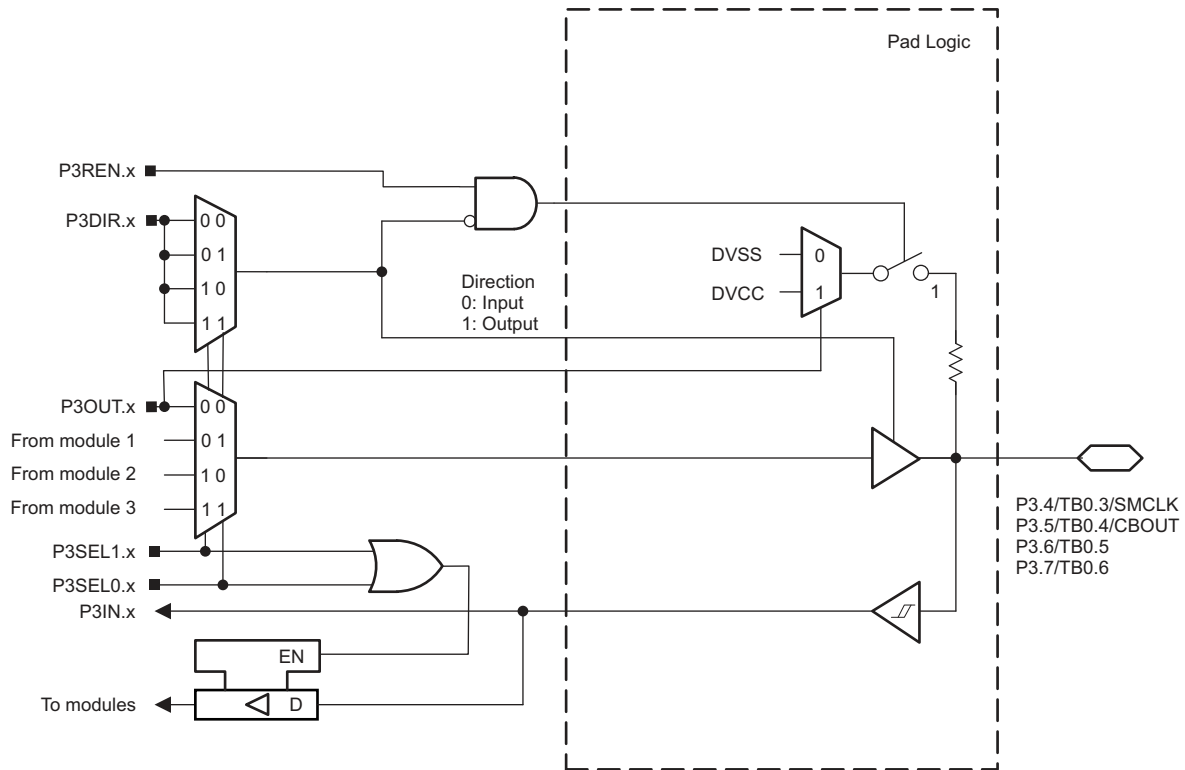 Pad Logic
P3REN.x
P3DIR.x
0 0
0 1
1 0
1 1
Direction
0: Input
1: Output
DVSS
DVCC
0
1
1
P3OUT.x
From module 1
From module 2
From module 3
0 0
0 1
1 0
1 1
P3SEL1.x
P3SEL0.x
P3IN.x
EN
D
To modules
P3.4/TB0.3/SMCLK
P3.5/TB0.4/CBOUT
P3.6/TB0.5
P3.7/TB0.6